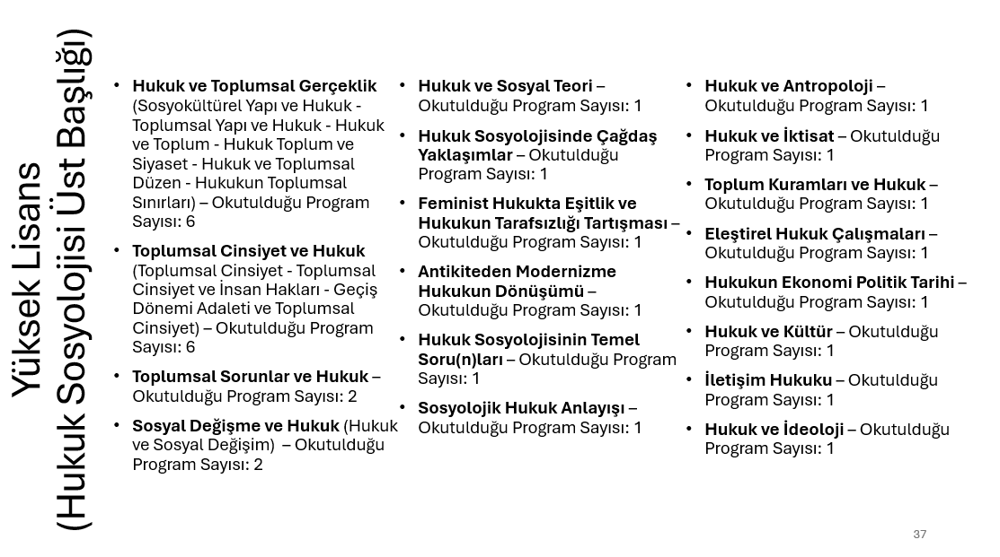 Yüksek Lisans
(Hukuk Sosyolojisi Üst Başlığı)
• Hukuk ve Toplumsal Gerçeklik
(Sosyokültürel Yapı ve Hukuk -
Toplumsal Yapı ve Hukuk - Hukuk
ve Toplum - Hukuk Toplum ve
Siyaset - Hukuk ve Toplumsal
Düzen - Hukukun Toplumsal
Sınırları) – Okutulduğu Program
Sayısı: 6
• Toplumsal Cinsiyet ve Hukuk
(Toplumsal Cinsiyet - Toplumsal
Cinsiyet ve İnsan Hakları - Geçiş
Dönemi Adaleti ve Toplumsal
Cinsiyet) – Okutulduğu Program
Sayısı: 6
• Toplumsal Sorunlar ve Hukuk –
Okutulduğu Program Sayısı: 2
• Sosyal Değişme ve Hukuk (Hukuk
ve Sosyal Değişim) – Okutulduğu
Program Sayısı: 2
• Hukuk ve Sosyal Teori –
Okutulduğu Program Sayısı: 1
• Hukuk Sosyolojisinde Çağdaş
Yaklaşımlar – Okutulduğu
Program Sayısı: 1
• Feminist Hukukta Eşitlik ve
Hukukun Tarafsızlığı Tartışması –
Okutulduğu Program Sayısı: 1
• Antikiteden Modernizme
Hukukun Dönüşümü –
Okutulduğu Program Sayısı: 1
• Hukuk Sosyolojisinin Temel
Soru(n)ları – Okutulduğu Program
Sayısı: 1
• Sosyolojik Hukuk Anlayışı –
Okutulduğu Program Sayısı: 1
• Hukuk ve Antropoloji –
Okutulduğu Program Sayısı: 1
• Hukuk ve İktisat – Okutulduğu
Program Sayısı: 1
• Toplum Kuramları ve Hukuk –
Okutulduğu Program Sayısı: 1
• Eleştirel Hukuk Çalışmaları –
Okutulduğu Program Sayısı: 1
• Hukukun Ekonomi Politik Tarihi –
Okutulduğu Program Sayısı: 1
• Hukuk ve Kültür – Okutulduğu
Program Sayısı: 1
• İletişim Hukuku – Okutulduğu
Program Sayısı: 1
• Hukuk ve İdeoloji – Okutulduğu
Program Sayısı: 1
37